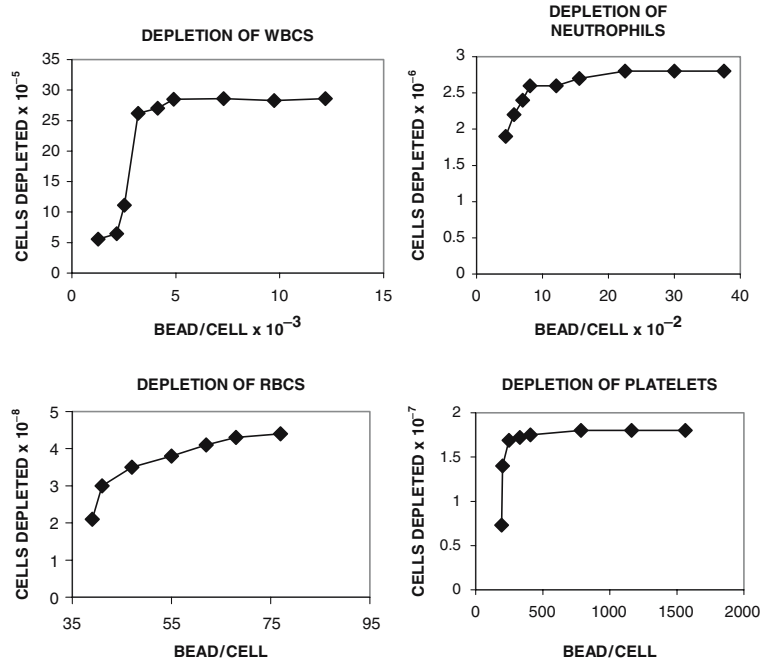 DEPLETION OF WBCS
CELLS DEPLETED x 10⁻⁵
35
30
25
20
15
10
5
0
0 5 10 15
BEAD/CELL x 10⁻³
DEPLETION OF
NEUTROPHILS
CELLS DEPLETED x 10⁻⁶
3
2.5
2
1.5
1
0.5
0
0 10 20 30 40
BEAD/CELL x 10⁻²
DEPLETION OF RBCS
CELLS DEPLETED x 10⁻⁸
5
4
3
2
1
0
35 55 75 95
BEAD/CELL
DEPLETION OF PLATELETS
CELLS DEPLETED x 10⁻⁷
2
1.5
1
0.5
0
0 500 1000 1500 2000
BEAD/CELL